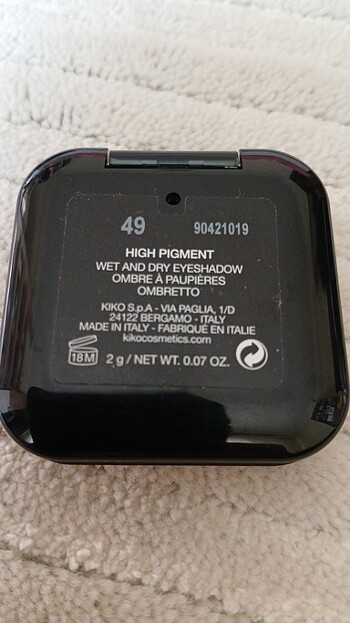 49 90421019
HIGH PIGMENT
WET AND DRY EYESHADOW
OMBRE À PAUPIÈRES
OMBRETTO
KIKO S.p.A - VIA PAGLIA, 1/D
24122 BERGAMO - ITALY
MADE IN ITALY - FABRIQUÉ EN ITALIE
kikocosmetics.com
18M 2 g / NET WT. 0.07 OZ.